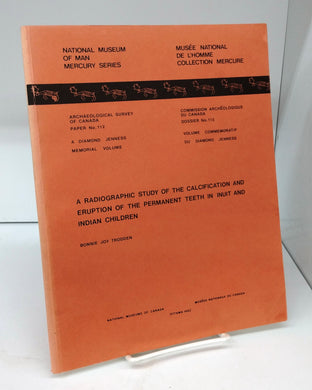 NATIONAL MUSEUM
OF MAN
MERCURY SERIES
MUSÉE NATIONAL
DE L'HOMME
COLLECTION MERCURE
ARCHAEOLOGICAL SURVEY
OF CANADA
PAPER No.112
A DIAMOND JENNESS
MEMORIAL VOLUME
COMMISSION ARCHÉOLOGIQUE
DU CANADA
DOSSIER No.112
VOLUME COMMEMORATIF
DU DIAMOND JENNESS
A RADIOGRAPHIC STUDY OF THE CALCIFICATION AND
ERUPTION OF THE PERMANENT TEETH IN INUIT AND
INDIAN CHILDREN
BONNIE JOY TRODDEN
NATIONAL MUSEUMS OF CANADA
MUSÉES NATIONAUX DU CANADA
OTTAWA 1982